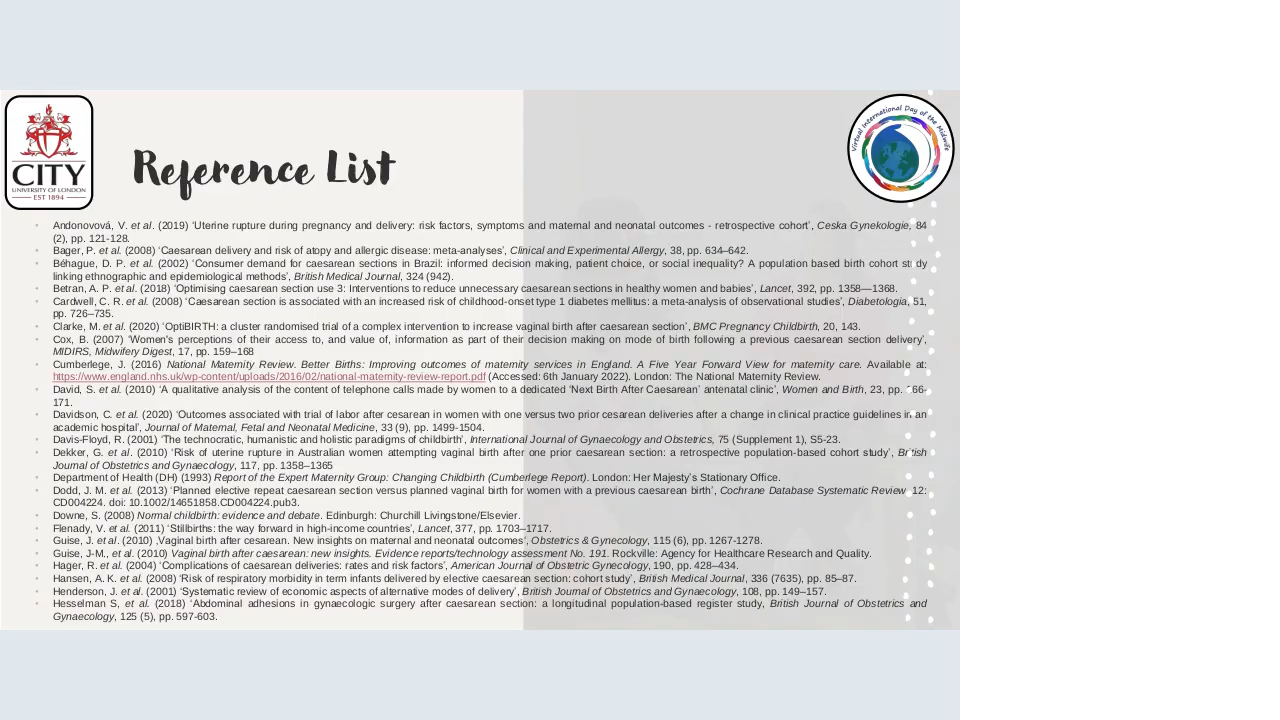 CITY
UNIVERSITY OF LONDON
EST 1894
Virtual International Day of the Midwife
Reference List
• Andonovová, V. et al. (2019) ‘Uterine rupture during pregnancy and delivery: risk factors, symptoms and maternal and neonatal outcomes - retrospective cohort’, Ceska Gynekologie, 84
(2), pp. 121-128.
• Bager, P. et al. (2008) ‘Caesarean delivery and risk of atopy and allergic disease: meta-analyses’, Clinical and Experimental Allergy, 38, pp. 634–642.
• Béhague, D. P. et al. (2002) ‘Consumer demand for caesarean sections in Brazil: informed decision making, patient choice, or social inequality? A population based birth cohort study
linking ethnographic and epidemiological methods’, British Medical Journal, 324 (942).
• Betran, A. P. et al. (2018) ‘Optimising caesarean section use 3: Interventions to reduce unnecessary caesarean sections in healthy women and babies’, Lancet, 392, pp. 1358—1368.
• Cardwell, C. R. et al. (2008) ‘Caesarean section is associated with an increased risk of childhood-onset type 1 diabetes mellitus: a meta-analysis of observational studies’, Diabetologia, 51,
pp. 726–735.
• Clarke, M. et al. (2020) ‘OptiBIRTH: a cluster randomised trial of a complex intervention to increase vaginal birth after caesarean section’, BMC Pregnancy Childbirth, 20, 143.
• Cox, B. (2007) ‘Women's perceptions of their access to, and value of, information as part of their decision making on mode of birth following a previous caesarean section delivery’,
MIDIRS, Midwifery Digest, 17, pp. 159–168
• Cumberlege, J. (2016) National Maternity Review. Better Births: Improving outcomes of maternity services in England. A Five Year Forward View for maternity care. Available at:
https://www.england.nhs.uk/wp-content/uploads/2016/02/national-maternity-review-report.pdf (Accessed: 6th January 2022). London: The National Maternity Review.
• David, S. et al. (2010) ‘A qualitative analysis of the content of telephone calls made by women to a dedicated ‘Next Birth After Caesarean’ antenatal clinic’, Women and Birth, 23, pp. 166-
171.
• Davidson, C. et al. (2020) ‘Outcomes associated with trial of labor after cesarean in women with one versus two prior cesarean deliveries after a change in clinical practice guidelines in an
academic hospital’, Journal of Maternal, Fetal and Neonatal Medicine, 33 (9), pp. 1499-1504.
• Davis-Floyd, R. (2001) ‘The technocratic, humanistic and holistic paradigms of childbirth’, International Journal of Gynaecology and Obstetrics, 75 (Supplement 1), S5-23.
• Dekker, G. et al. (2010) ‘Risk of uterine rupture in Australian women attempting vaginal birth after one prior caesarean section: a retrospective population-based cohort study’, British
Journal of Obstetrics and Gynaecology, 117, pp. 1358–1365
• Department of Health (DH) (1993) Report of the Expert Maternity Group: Changing Childbirth (Cumberlege Report). London: Her Majesty’s Stationary Office.
• Dodd, J. M. et al. (2013) ‘Planned elective repeat caesarean section versus planned vaginal birth for women with a previous caesarean birth’, Cochrane Database Systematic Review, 12:
CD004224. doi: 10.1002/14651858.CD004224.pub3.
• Downe, S. (2008) Normal childbirth: evidence and debate. Edinburgh: Churchill Livingstone/Elsevier.
• Flenady, V. et al. (2011) ‘Stillbirths: the way forward in high-income countries’, Lancet, 377, pp. 1703–1717.
• Guise, J. et al. (2010) ‚Vaginal birth after cesarean. New insights on maternal and neonatal outcomes‘, Obstetrics & Gynecology, 115 (6), pp. 1267-1278.
• Guise, J-M., et al. (2010) Vaginal birth after caesarean: new insights. Evidence reports/technology assessment No. 191. Rockville: Agency for Healthcare Research and Quality.
• Hager, R. et al. (2004) ‘Complications of caesarean deliveries: rates and risk factors’, American Journal of Obstetric Gynecology, 190, pp. 428–434.
• Hansen, A. K. et al. (2008) ‘Risk of respiratory morbidity in term infants delivered by elective caesarean section: cohort study’, British Medical Journal, 336 (7635), pp. 85–87.
• Henderson, J. et al. (2001) ‘Systematic review of economic aspects of alternative modes of delivery’, British Journal of Obstetrics and Gynaecology, 108, pp. 149–157.
• Hesselman S, et al. (2018) ‘Abdominal adhesions in gynaecologic surgery after caesarean section: a longitudinal population-based register study, British Journal of Obstetrics and
Gynaecology, 125 (5), pp. 597-603.